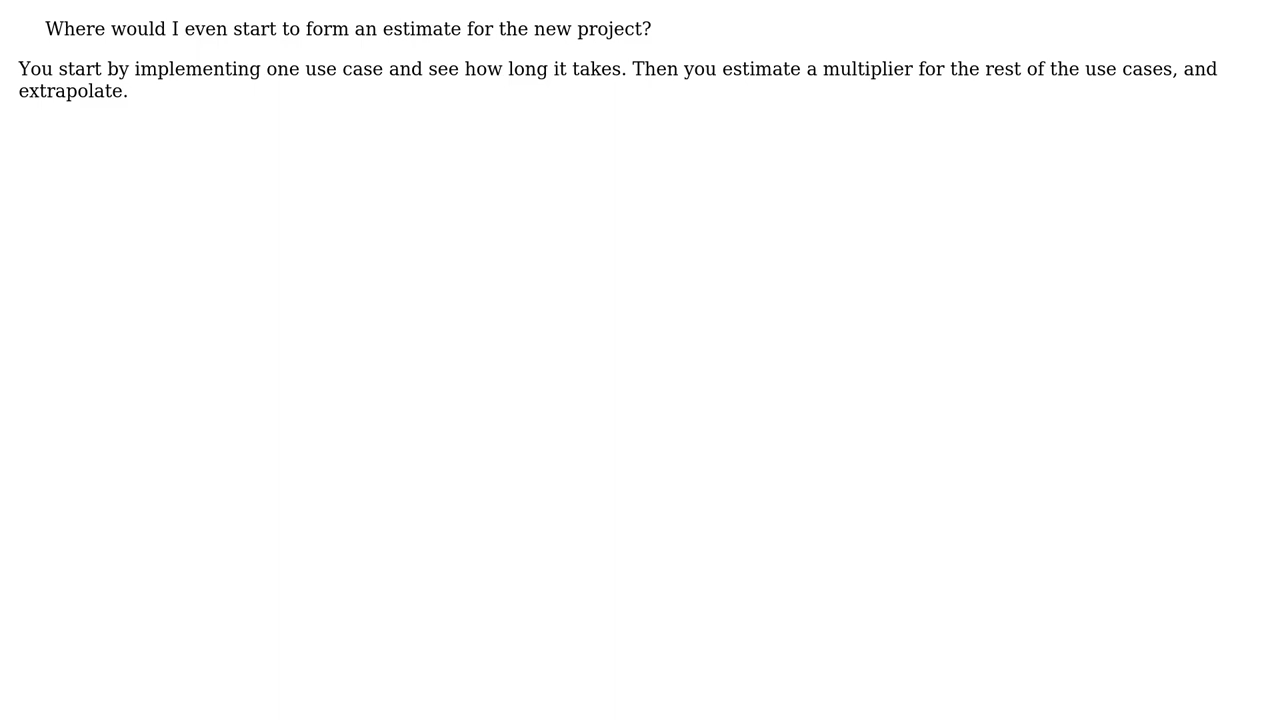 Where would I even start to form an estimate for the new project?
You start by implementing one use case and see how long it takes. Then you estimate a multiplier for the rest of the use cases, and
extrapolate.